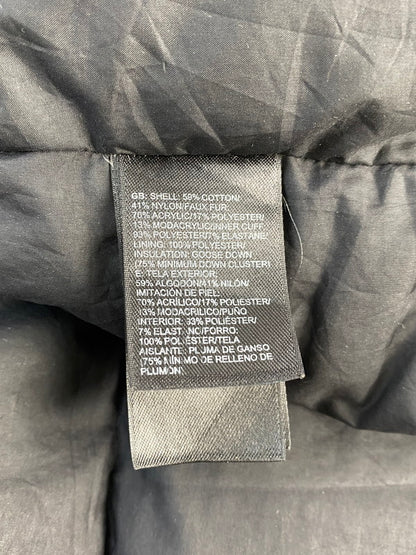 GB: SHELL: 59% COTTON/
41% NYLON/FAUX FUR:
70% ACRYLIC/17% POLYESTER/
13% MODACRYLIC/INNER CUFF:
93% POLYESTER/7% ELASTANE/
LINING: 100% POLYESTER/
INSULATION: GOOSE DOWN/
(75% MINIMUM DOWN CLUSTER)
E: TELA EXTERIOR:
59% ALGODÓN/41% NILÓN/
IMITACIÓN DE PIEL:
70% ACRÍLICO/17% POLIÉSTER/
13% MODACRÍLICO/PUÑO
INTERIOR: 93% POLIÉSTER/
7% ELASTANO/FORRO:
100% POLIÉSTER/TELA
AISLANTE: PLUMA DE GANSO
(75% MÍNIMO DE RELLENO DE
PLUMÓN)